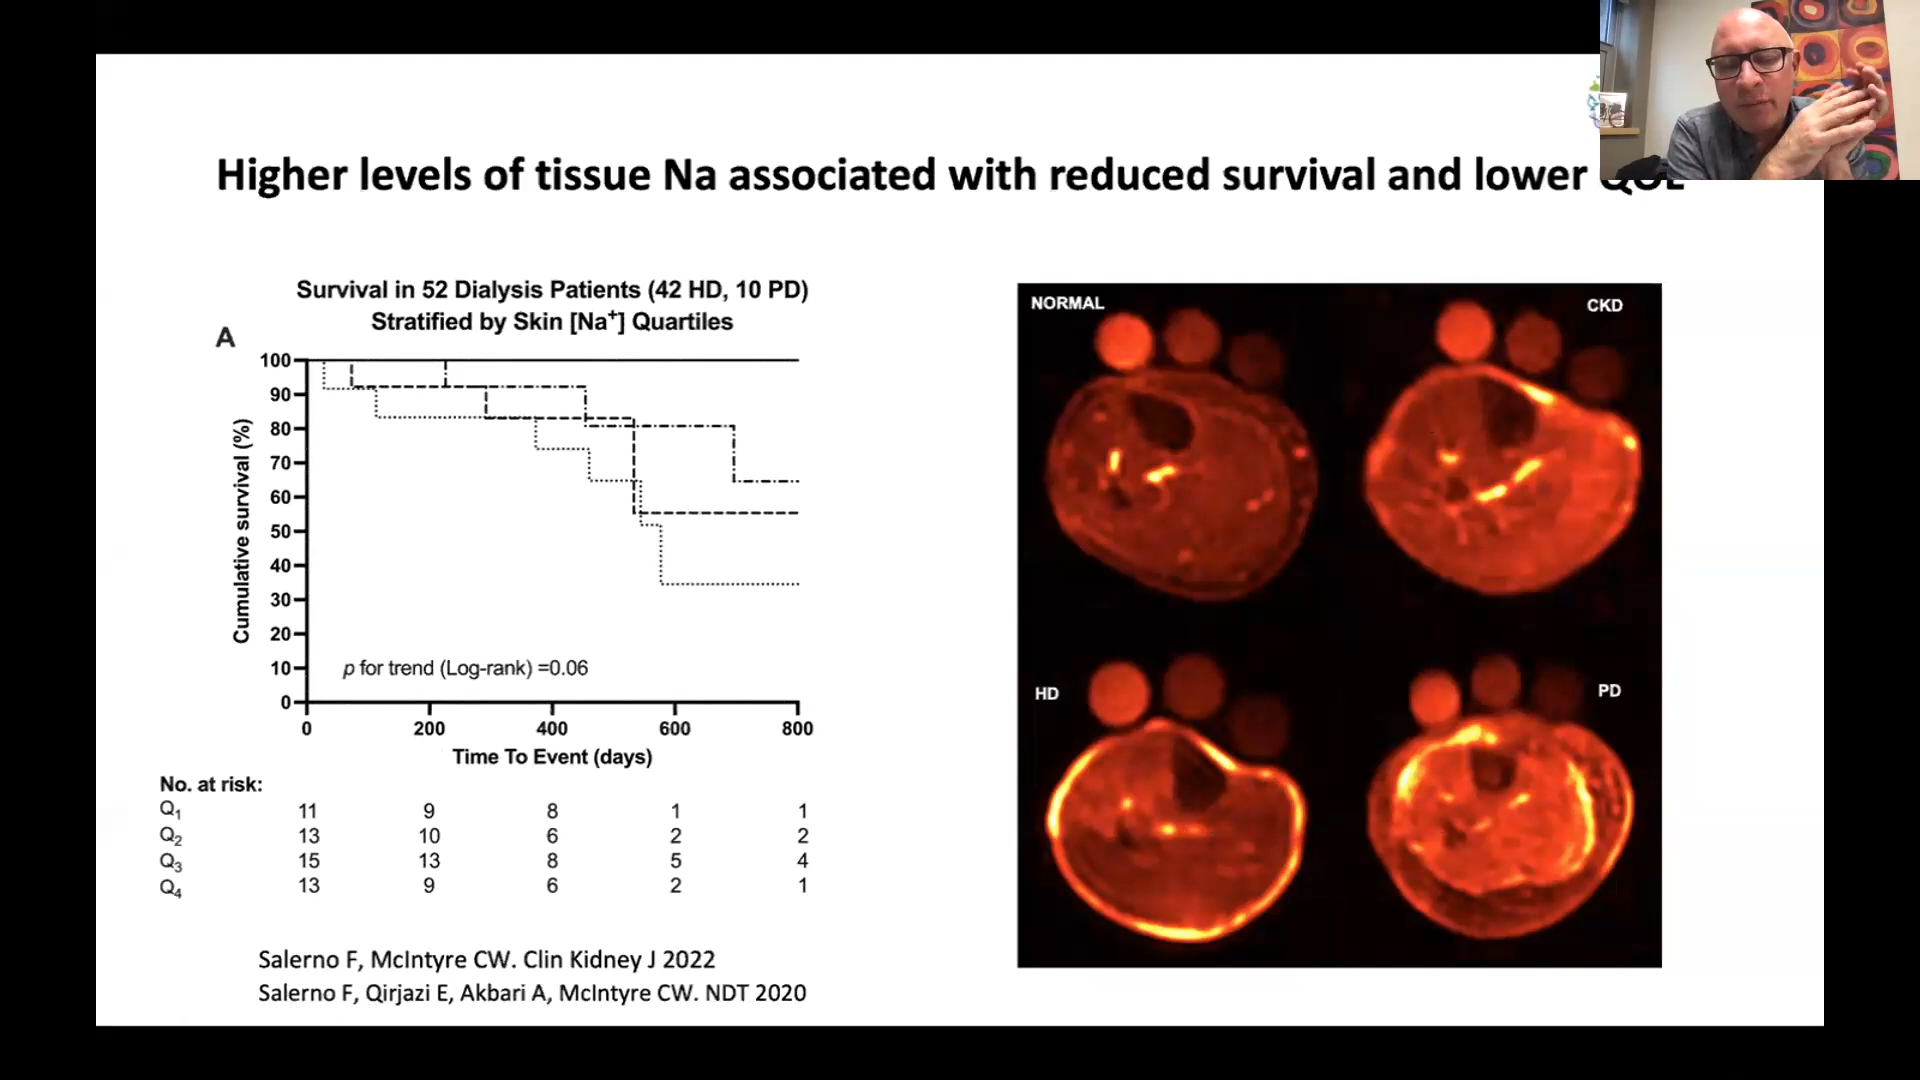 Higher levels of tissue Na associated with reduced survival and lower QOL
Survival in 52 Dialysis Patients (42 HD, 10 PD)
Stratified by Skin [Na⁺] Quartiles
A
Cumulative survival (%)
100
90
80
70
60
50
40
30
20
10
0
p for trend (Log-rank) =0.06
0 200 400 600 800
Time To Event (days)
No. at risk:
Q₁ 11 9 8 1 1
Q₂ 13 10 6 2 2
Q₃ 15 13 8 5 4
Q₄ 13 9 6 2 1
Salerno F, McIntyre CW. Clin Kidney J 2022
Salerno F, Qirjazi E, Akbari A, McIntyre CW. NDT 2020
NORMAL
CKD
HD
PD